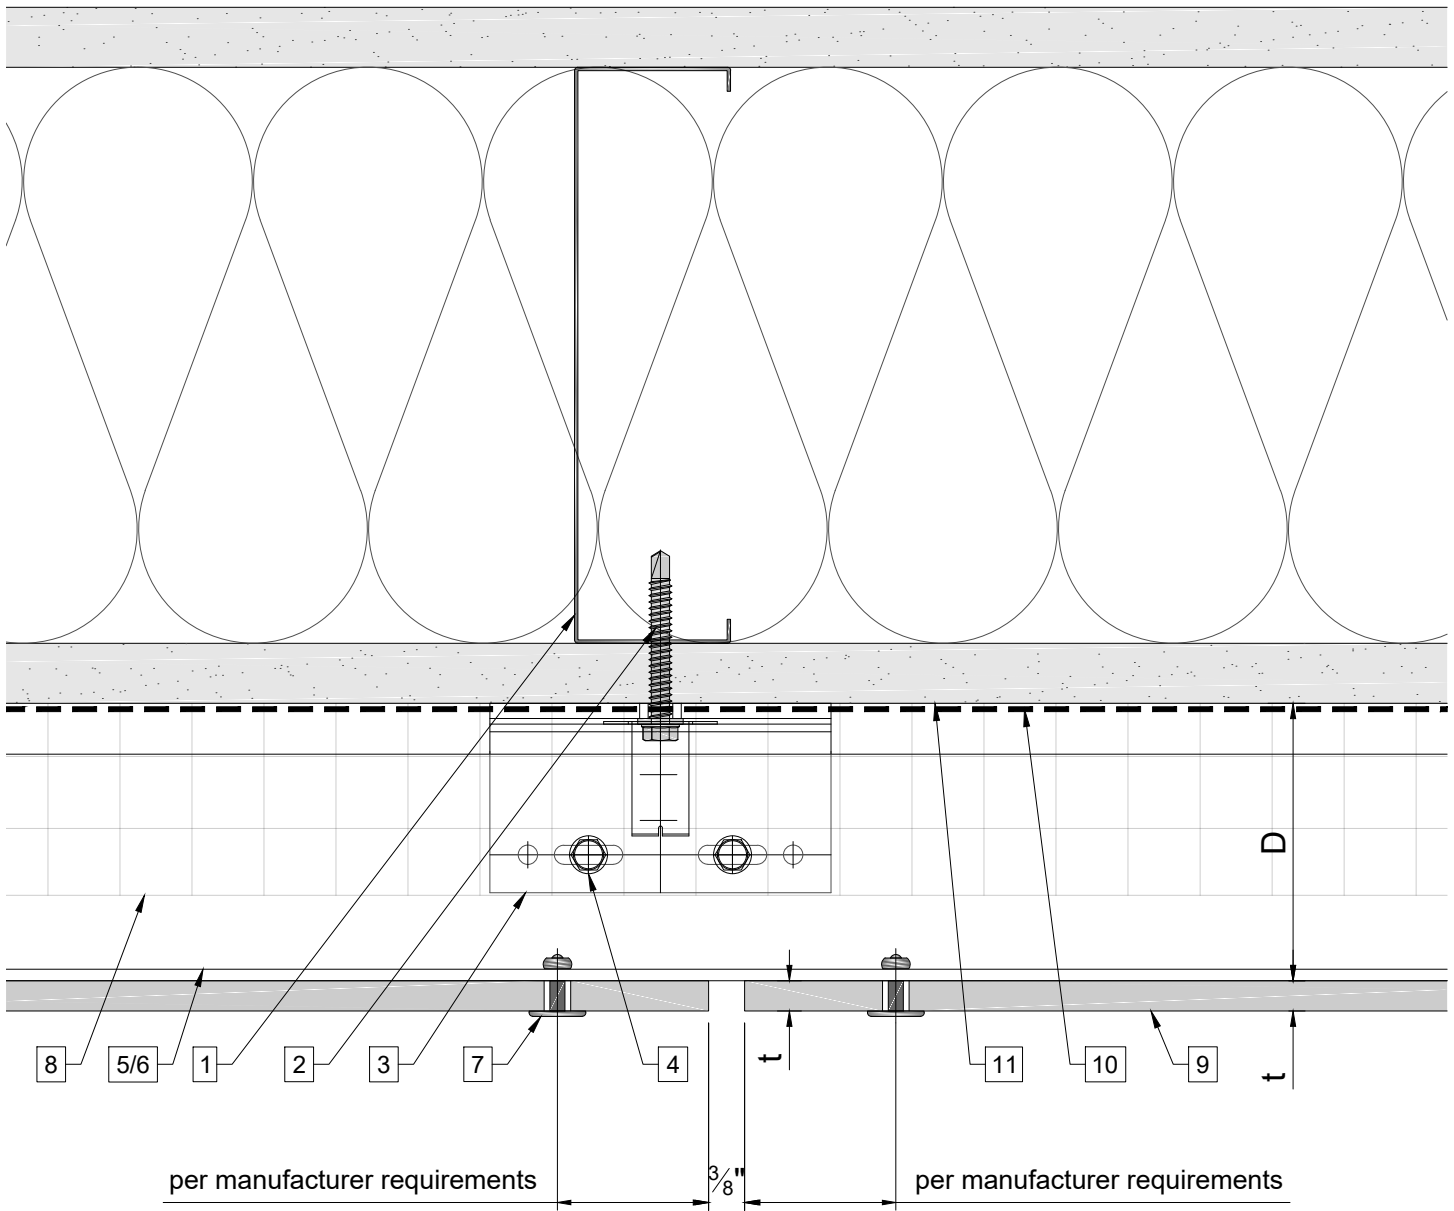 D
8
5/6
1
2
3
7
4
t
11
10
9
t
per manufacturer requirements
3/8"
per manufacturer requirements